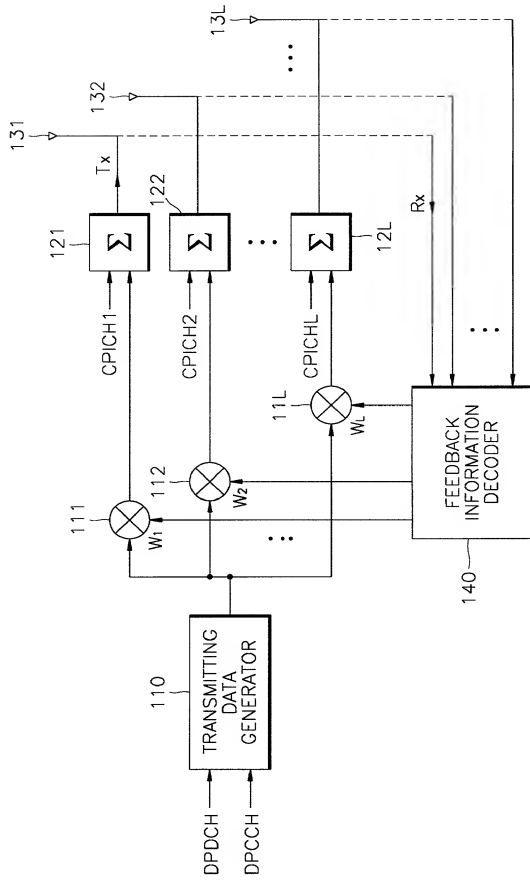 DPDCH
DPCCH
110
TRANSMITTING
DATA
GENERATOR
111
W1
112
W2
11L
WL
CPICH1
CPICH2
CPICHL
121
Σ
122
Σ
12L
Σ
Tx
131
132
13L
Rx
FEEDBACK
INFORMATION
DECODER
140